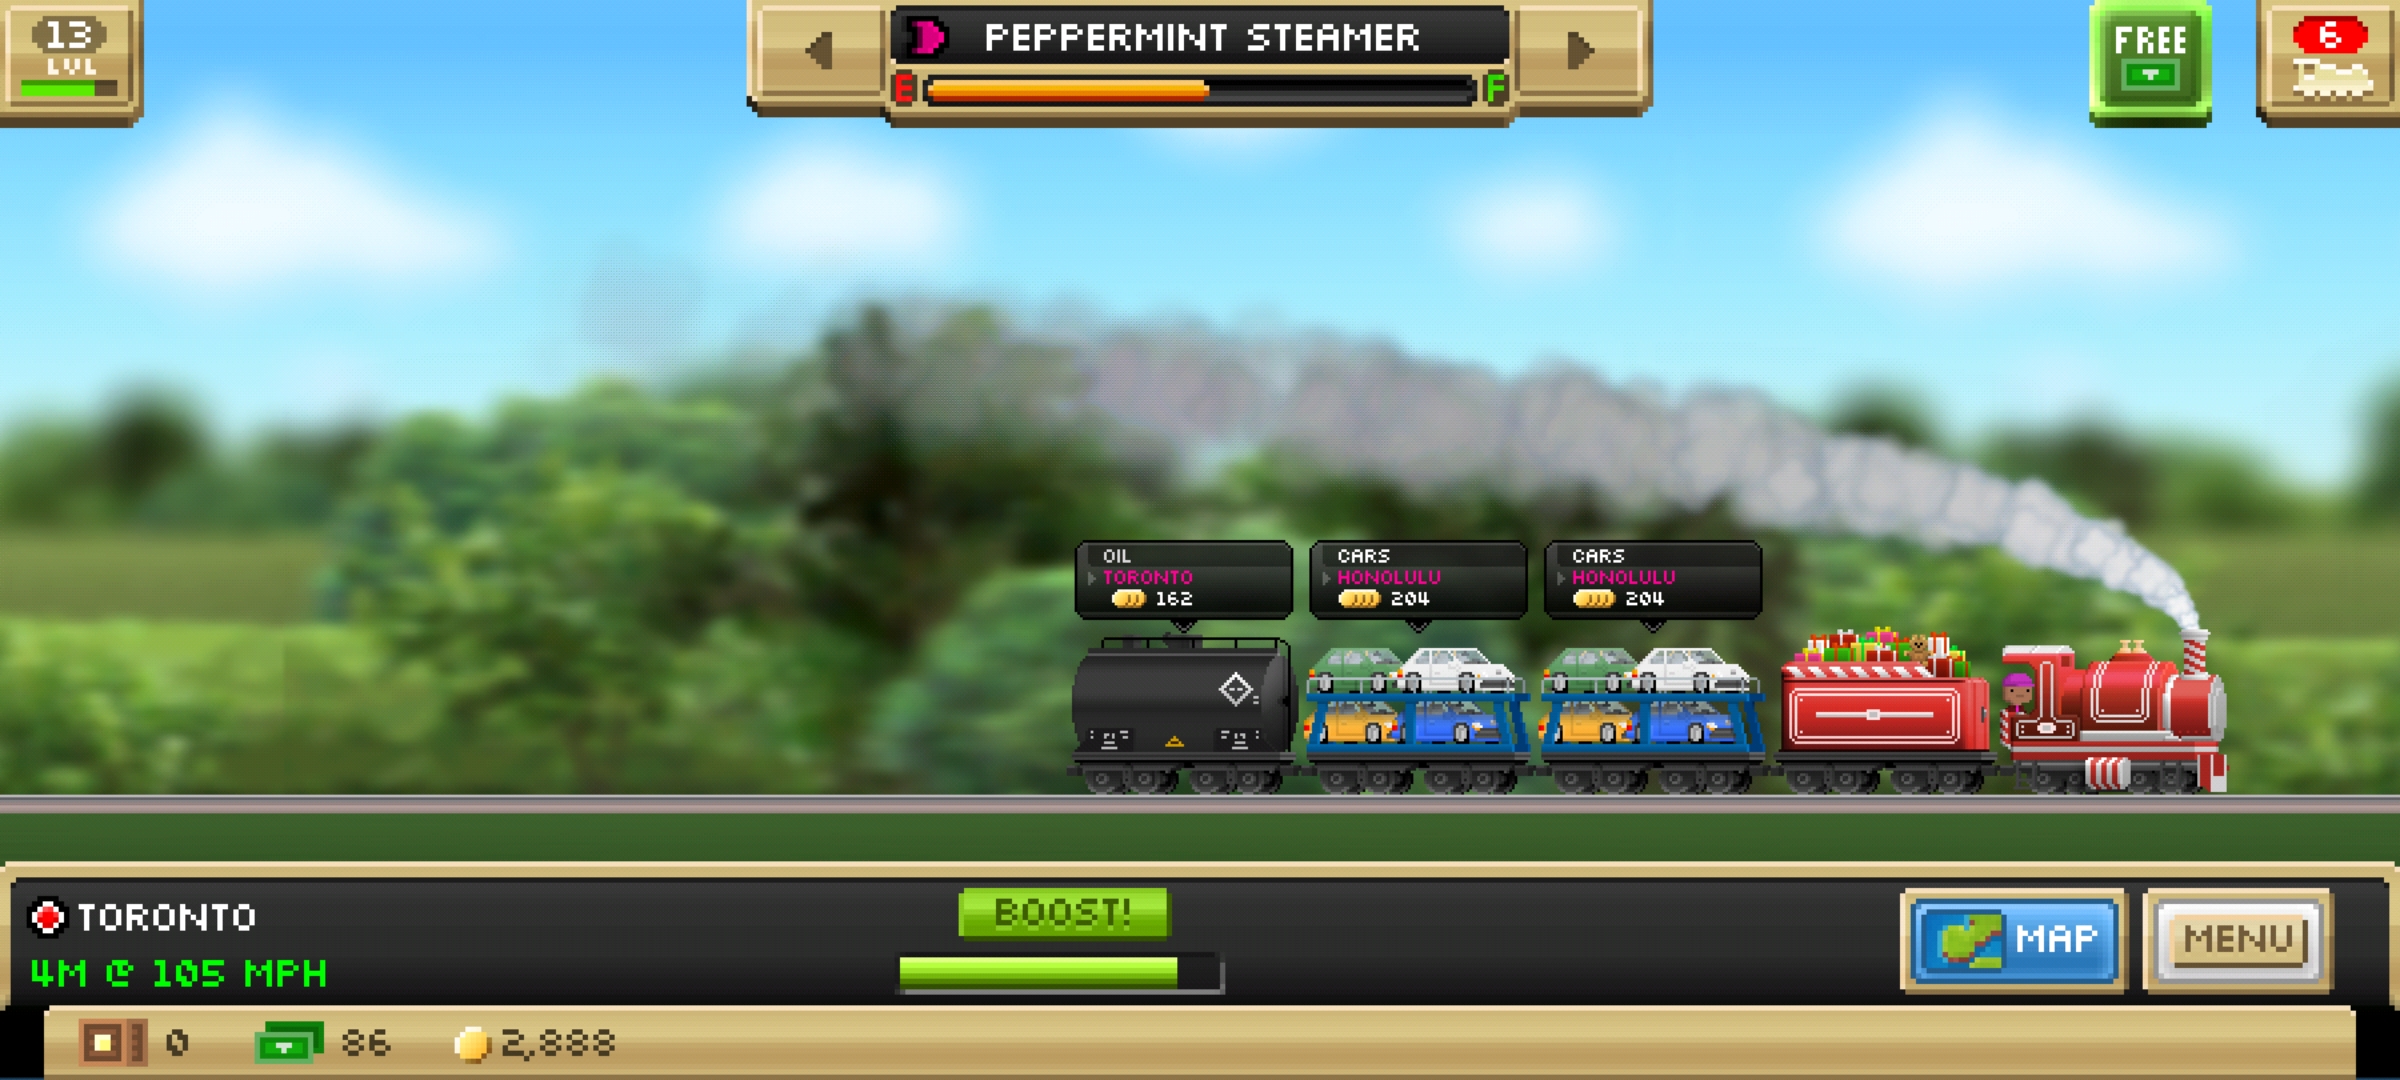 13
LVL
PEPPERMINT STEAMER
E
F
FREE
6
OIL
TORONTO
162
CARS
HONOLULU
204
CARS
HONOLULU
204
TORONTO
4M @ 105 MPH
BOOST!
MAP
MENU
0
86
2,888